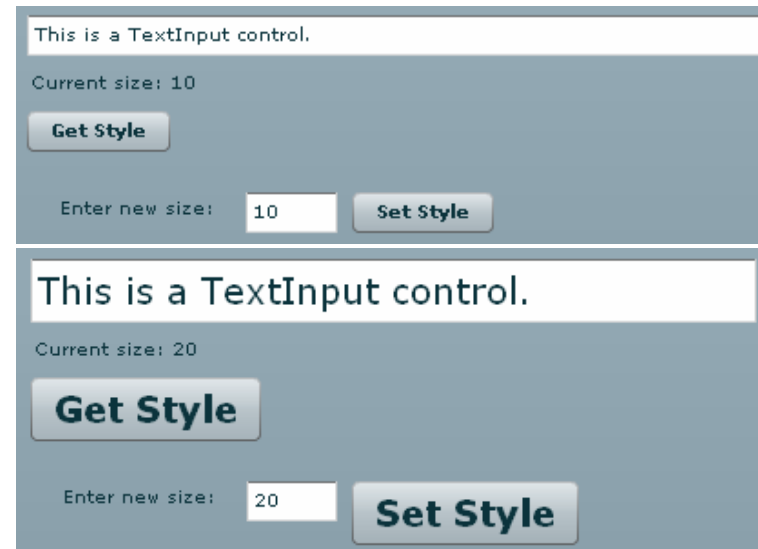 This is a TextInput control.
Current size: 10
Get Style
Enter new size: 10 Set Style
This is a TextInput control.
Current size: 20
Get Style
Enter new size: 20 Set Style